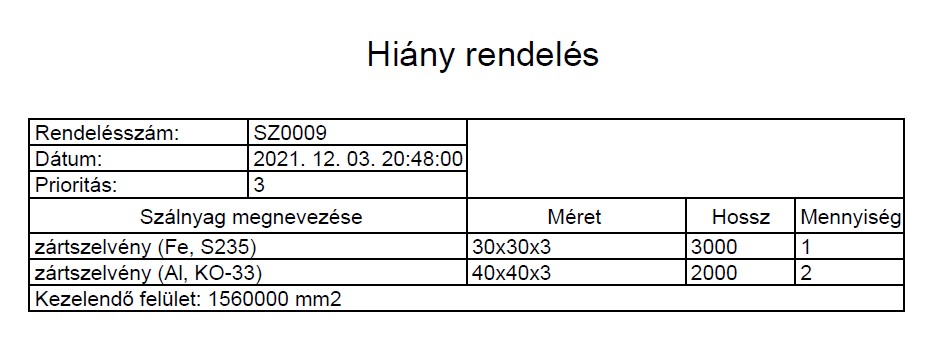 Hiány rendelés
Rendelésszám: SZ0009
Dátum: 2021. 12. 03. 20:48:00
Prioritás: 3
Szálnyag megnevezése Méret Hossz Mennyiség
zártszelvény (Fe, S235) 30x30x3 3000 1
zártszelvény (Al, KO-33) 40x40x3 2000 2
Kezelendő felület: 1560000 mm2